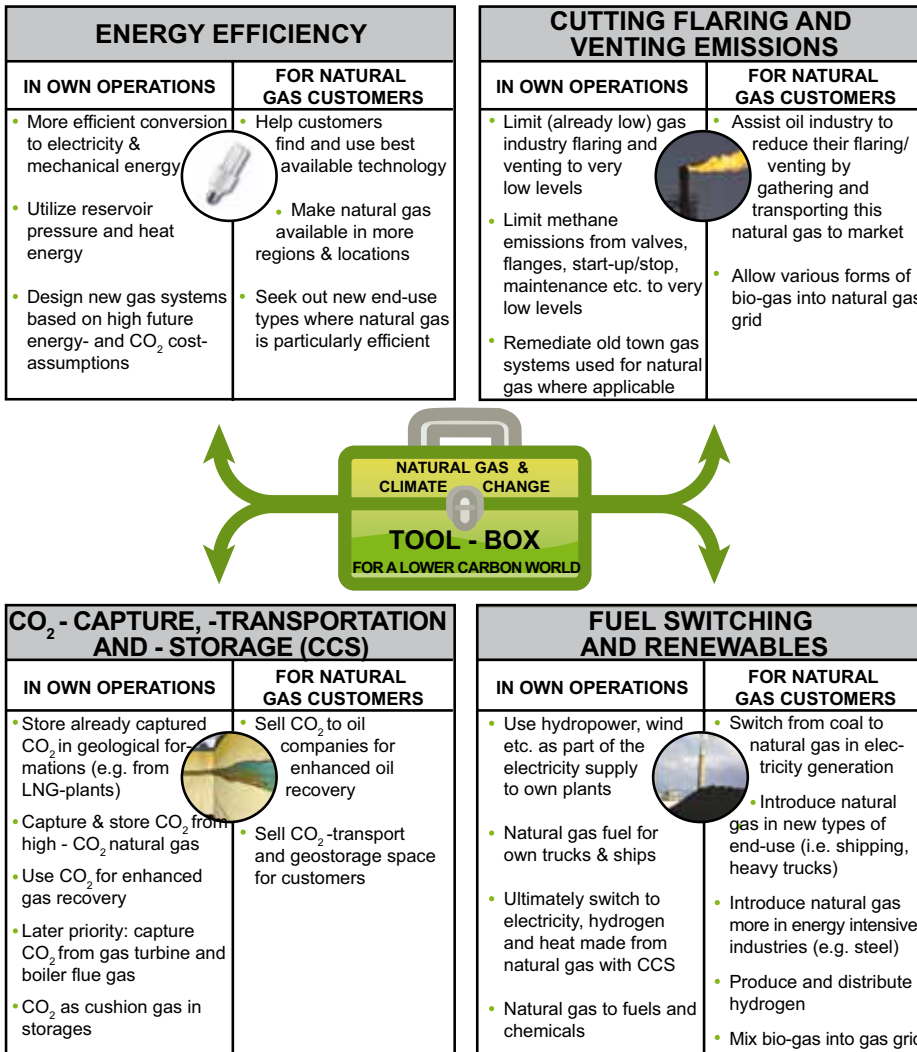 ENERGY EFFICIENCY
IN OWN OPERATIONS
• More efficient conversion
to electricity &
mechanical energy
• Utilize reservoir
pressure and heat
energy
• Design new gas systems
based on high future
energy- and CO₂ cost-
assumptions
FOR NATURAL
GAS CUSTOMERS
• Help customers
find and use best
available technology
• Make natural gas
available in more
regions & locations
• Seek out new end-use
types where natural gas
is particularly efficient
CUTTING FLARING AND
VENTING EMISSIONS
IN OWN OPERATIONS
• Limit (already low) gas
industry flaring and
venting to very
low levels
• Limit methane
emissions from valves,
flanges, start-up/stop,
maintenance etc. to very
low levels
• Remediate old town gas
systems used for natural
gas where applicable
FOR NATURAL
GAS CUSTOMERS
• Assist oil industry to
reduce their flaring/
venting by
gathering and
transporting this
natural gas to market
• Allow various forms of
bio-gas into natural gas
grid
NATURAL GAS &
CLIMATE CHANGE
TOOL - BOX
FOR A LOWER CARBON WORLD
CO₂ - CAPTURE, -TRANSPORTATION
AND - STORAGE (CCS)
IN OWN OPERATIONS
• Store already captured
CO₂ in geological for-
mations (e.g. from
LNG-plants)
• Capture & store CO₂ from
high - CO₂ natural gas
• Use CO₂ for enhanced
gas recovery
• Later priority: capture
CO₂ from gas turbine and
boiler flue gas
• CO₂ as cushion gas in
storages
FOR NATURAL
GAS CUSTOMERS
• Sell CO₂ to oil
companies for
enhanced oil
recovery
• Sell CO₂ -transport
and geostorage space
for customers
FUEL SWITCHING
AND RENEWABLES
IN OWN OPERATIONS
• Use hydropower, wind
etc. as part of the
electricity supply
to own plants
• Natural gas fuel for
own trucks & ships
• Ultimately switch to
electricity, hydrogen
and heat made from
natural gas with CCS
• Natural gas to fuels and
chemicals
FOR NATURAL
GAS CUSTOMERS
• Switch from coal to
natural gas in elec-
tricity generation
• Introduce natural
gas in new types of
end-use (i.e. shipping,
heavy trucks)
• Introduce natural gas
more in energy intensive
industries (e.g. steel)
• Produce and distribute
hydrogen
• Mix bio-gas into gas grid